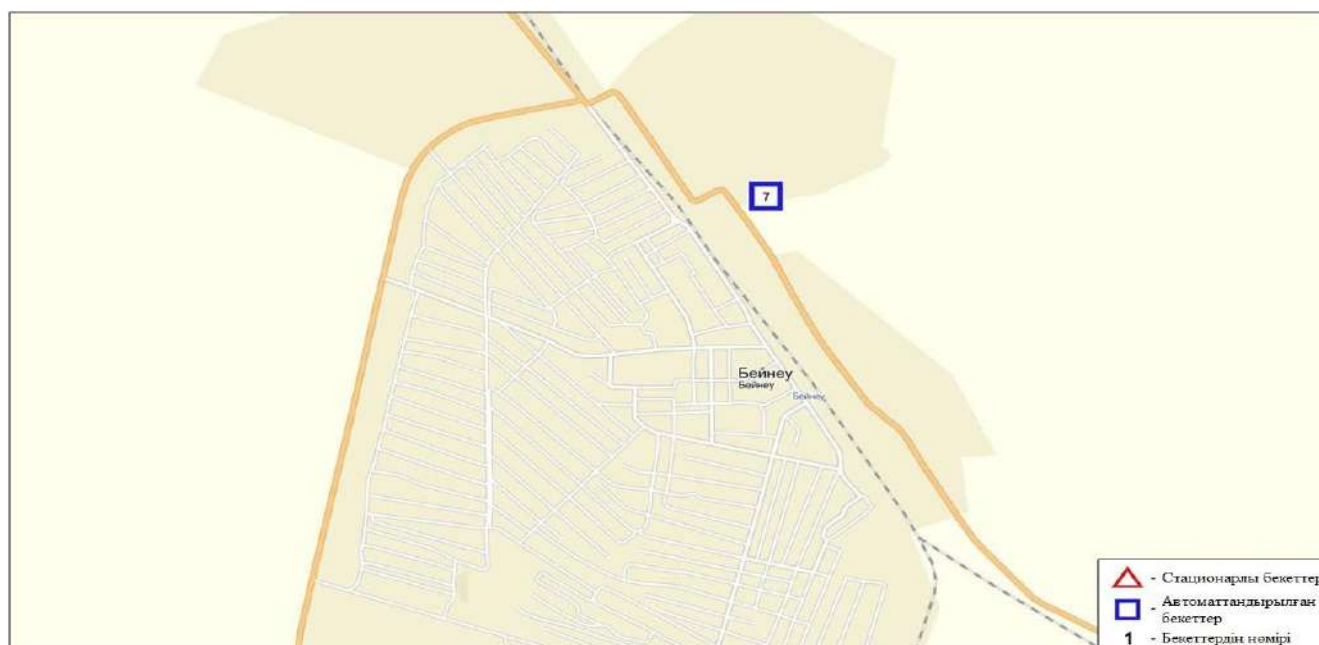 7
Бейнеу
Бейнеу
Бейнеу
- Стационарлы бекеттер
- Автоматтандырылған
бекеттер
1 - Бекеттердің нөмірі